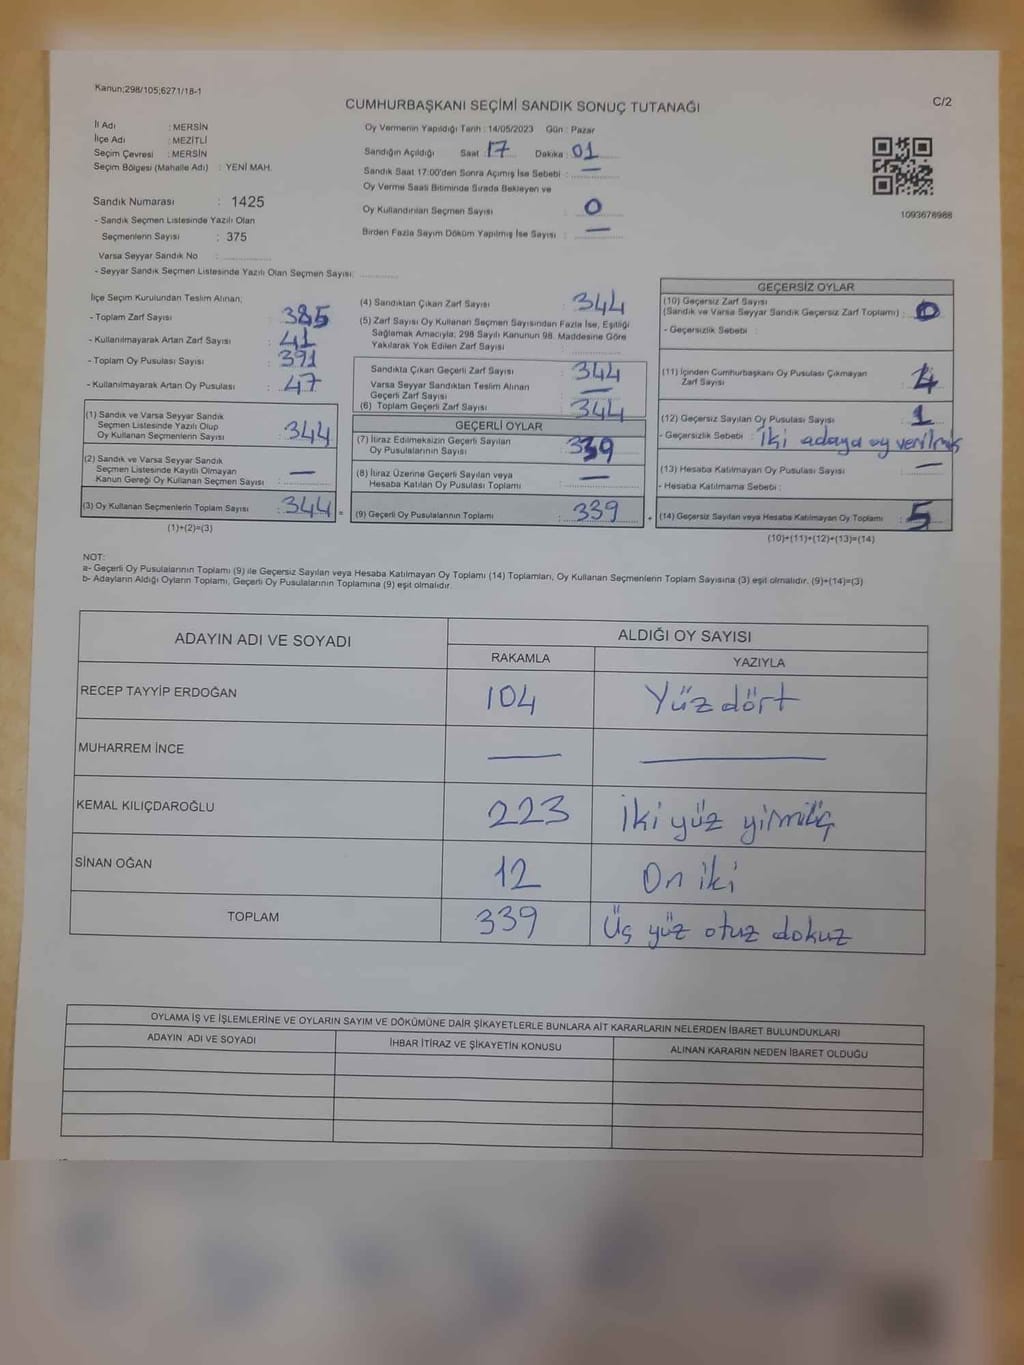 Kanun;298/105;6271/18-1
C/2
CUMHURBAŞKANI SEÇİMİ SANDIK SONUÇ TUTANAĞI
İl Adı : MERSİN
İlçe Adı : MEZİTLİ
Seçim Çevresi : MERSİN
Seçim Bölgesi (Mahalle Adı) : YENİ MAH.
Sandık Numarası : 1425
- Sandık Seçmen Listesinde Yazılı Olan
Seçmenlerin Sayısı : 375
Varsa Seyyar Sandık No :
- Seyyar Sandık Seçmen Listesinde Yazılı Olan Seçmen Sayısı:
Oy Vermenin Yapıldığı Tarih : 14/05/2023 Gün : Pazar
Sandığın Açıldığı Saat : 17 Dakika : 01
Sandık Saat 17:00'den Sonra Açımış İse Sebebi : —
Oy Verme Saati Bitiminde Sırada Bekleyen ve
Oy Kullandırılan Seçmen Sayısı : 0
Birden Fazla Sayım Döküm Yapılmış İse Sayısı : —
1093676988
İlçe Seçim Kurulundan Teslim Alınan;
- Toplam Zarf Sayısı : 385
- Kullanılmayarak Artan Zarf Sayısı : 41
- Toplam Oy Pusulası Sayısı : 391
- Kullanılmayarak Artan Oy Pusulası : 47
(1) Sandık ve Varsa Seyyar Sandık
Seçmen Listesinde Yazılı Olup
Oy Kullanan Seçmenlerin Sayısı : 344
(2) Sandık ve Varsa Seyyar Sandık
Seçmen Listesinde Kayıtlı Olmayan
Kanun Gereği Oy Kullanan Seçmen Sayısı : —
(3) Oy Kullanan Seçmenlerin Toplam Sayısı : 344 =
(1)+(2)=(3)
(4) Sandıktan Çıkan Zarf Sayısı : 344
(5) Zarf Sayısı Oy Kullanan Seçmen Sayısından Fazla İse, Eşitliği
Sağlamak Amacıyla; 298 Sayılı Kanunun 98. Maddesine Göre
Yakılarak Yok Edilen Zarf Sayısı :
Sandıkta Çıkan Geçerli Zarf Sayısı : 344
Varsa Seyyar Sandıktan Teslim Alınan
Geçerli Zarf Sayısı : —
(6) Toplam Geçerli Zarf Sayısı : 344
GEÇERLİ OYLAR
(7) İtiraz Edilmeksizin Geçerli Sayılan
Oy Pusulalarının Sayısı : 339
(8) İtiraz Üzerine Geçerli Sayılan veya
Hesaba Katılan Oy Pusulası Toplamı : —
(9) Geçerli Oy Pusulalarının Toplamı : 339 +
GEÇERSİZ OYLAR
(10) Geçersiz Zarf Sayısı
(Sandık ve Varsa Seyyar Sandık Geçersiz Zarf Toplamı) : 0
- Geçersizlik Sebebi :
(11) İçinden Cumhurbaşkanı Oy Pusulası Çıkmayan
Zarf Sayısı : 4
(12) Geçersiz Sayılan Oy Pusulası Sayısı : 1
- Geçersizlik Sebebi : iki adaya oy verilmiş
(13) Hesaba Katılmayan Oy Pusulası Sayısı : —
- Hesaba Katılmama Sebebi :
(14) Geçersiz Sayılan veya Hesaba Katılmayan Oy Toplamı : 5
(10)+(11)+(12)+(13)=(14)
NOT:
a- Geçerli Oy Pusulalarının Toplamı (9) ile Geçersiz Sayılan veya Hesaba Katılmayan Oy Toplamı (14) Toplamları, Oy Kullanan Seçmenlerin Toplam Sayısına (3) eşit olmalıdır. (9)+(14)=(3)
b- Adayların Aldığı Oyların Toplamı, Geçerli Oy Pusulalarının Toplamına (9) eşit olmalıdır.
ADAYIN ADI VE SOYADI
ALDIĞI OY SAYISI
RAKAMLA YAZIYLA
RECEP TAYYİP ERDOĞAN 104 Yüz dört
MUHARREM İNCE — —
KEMAL KILIÇDAROĞLU 223 İki yüz yirmiüç
SİNAN OĞAN 12 On iki
TOPLAM 339 Üç yüz otuz dokuz
OYLAMA İŞ VE İŞLEMLERİNE VE OYLARIN SAYIM VE DÖKÜMÜNE DAİR ŞİKAYETLERLE BUNLARA AİT KARARLARIN NELERDEN İBARET BULUNDUKLARI
ADAYIN ADI VE SOYADI İHBAR İTİRAZ VE ŞİKAYETİN KONUSU ALINAN KARARIN NEDEN İBARET OLDUĞU